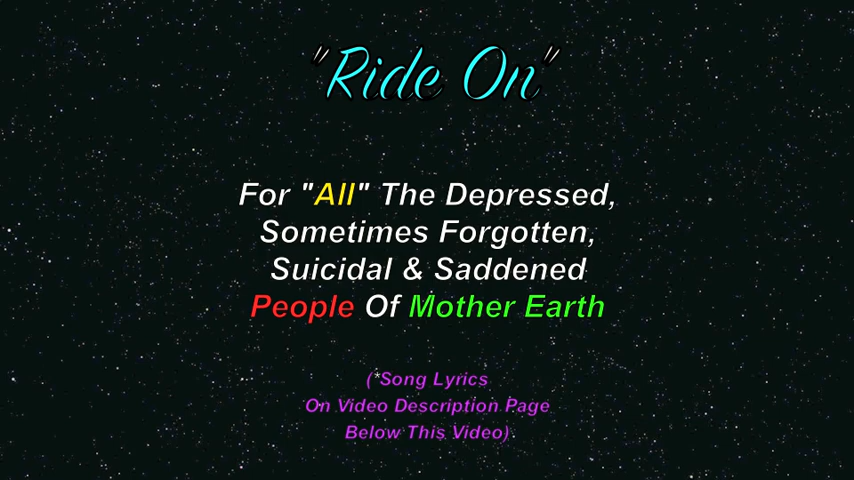 "Ride On"
For "All" The Depressed,
Sometimes Forgotten,
Suicidal & Saddened
People Of Mother Earth
(*Song Lyrics
On Video Description Page
Below This Video)